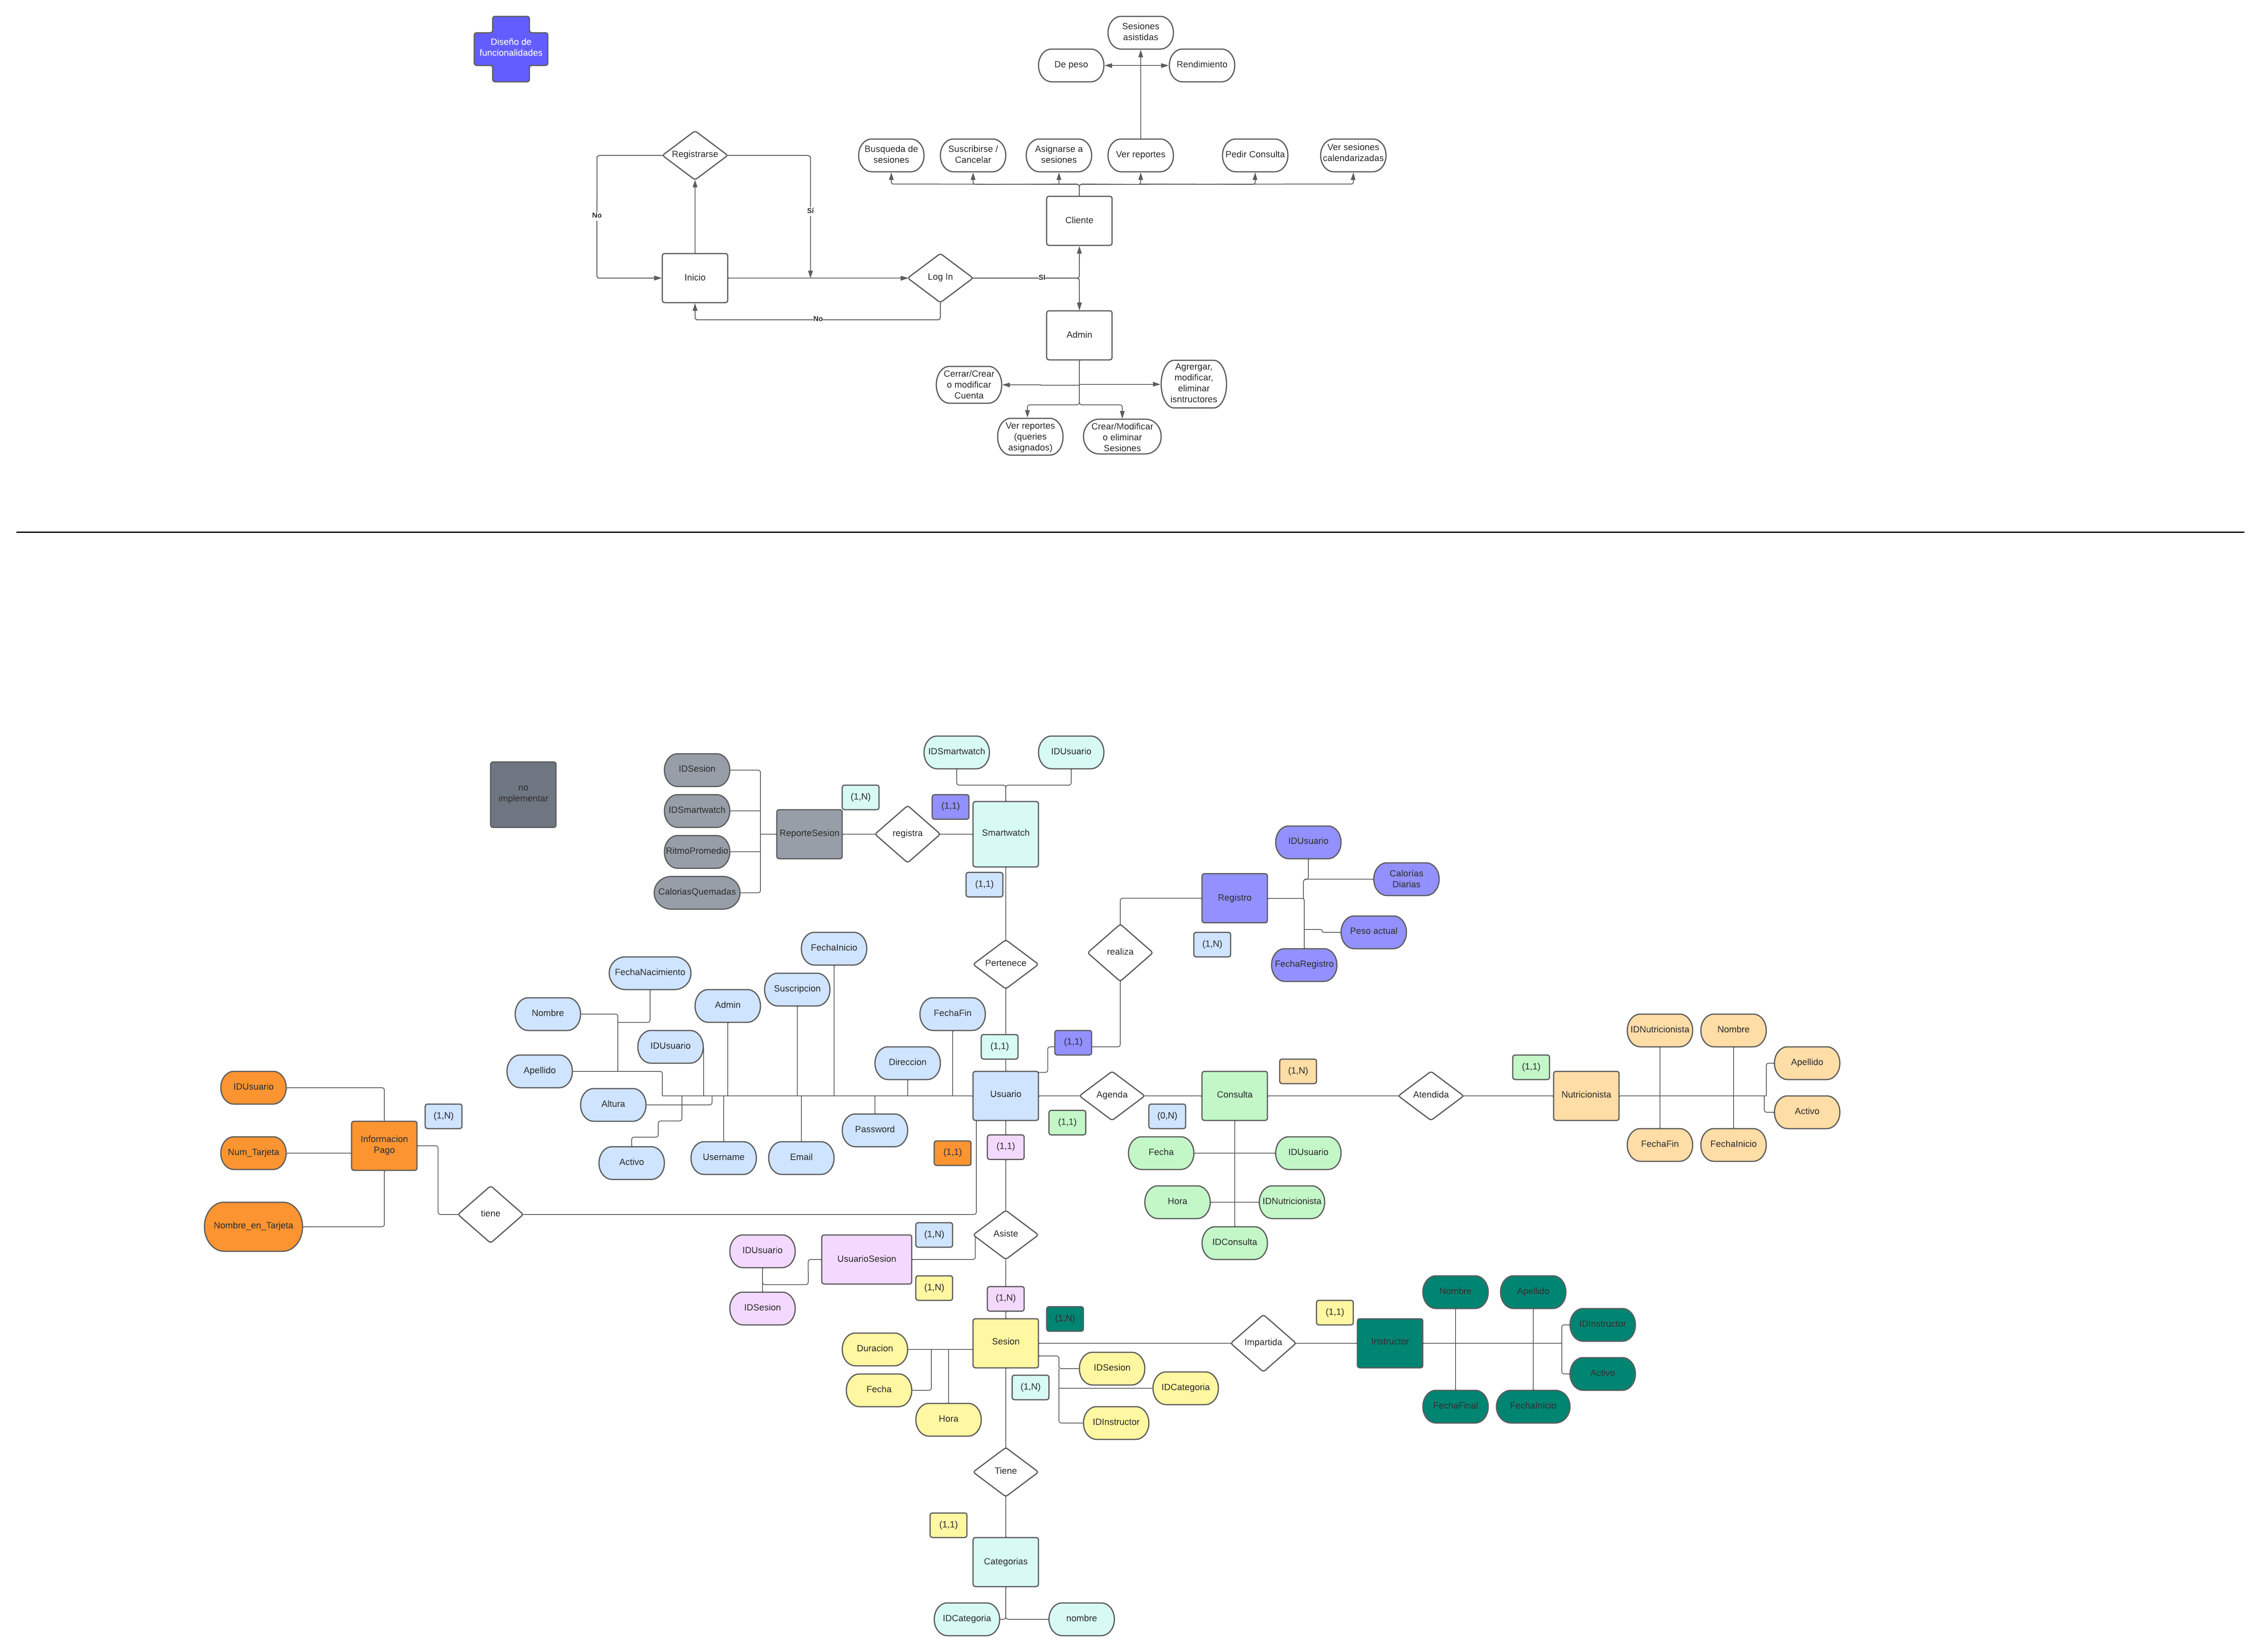 Diseño de
funcionalidades
Sesiones
asistidas
De peso
Rendimiento
Registrarse
Busqueda de
sesiones
Suscribirse /
Cancelar
Asignarse a
sesiones
Ver reportes
Pedir Consulta
Ver sesiones
calendarizadas
No
Sí
Cliente
Inicio
Log In
SI
No
Admin
Cerrar/Crear
o modificar
Cuenta
Agrergar,
modificar,
eliminar
isntructores
Ver reportes
(queries
asignados)
Crear/Modificar
o eliminar
Sesiones
no
implementar
IDSesion
IDSmartwatch
RitmoPromedio
CaloriasQuemadas
ReporteSesion
(1,N)
registra
(1,1)
IDSmartwatch
IDUsuario
Smartwatch
(1,1)
Pertenece
(1,1)
IDUsuario
Calorías
Diarias
Registro
Peso actual
FechaRegistro
(1,N)
realiza
(1,1)
FechaInicio
FechaNacimiento
Suscripcion
Nombre
Admin
FechaFin
IDUsuario
Direccion
Apellido
Altura
Activo
Username
Email
Password
Usuario
Agenda
(1,1)
(0,N)
Consulta
(1,N)
Atendida
(1,1)
Nutricionista
IDNutricionista
Nombre
Apellido
Activo
FechaFin
FechaInicio
Fecha
IDUsuario
Hora
IDNutricionista
IDConsulta
IDUsuario
Num_Tarjeta
Nombre_en_Tarjeta
Informacion
Pago
(1,N)
tiene
(1,1)
(1,1)
Asiste
IDUsuario
IDSesion
UsuarioSesion
(1,N)
(1,N)
(1,N)
(1,N)
Sesion
Impartida
(1,1)
Instructor
Nombre
Apellido
IDInstructor
Activo
FechaFinal
FechaInicio
Duracion
Fecha
Hora
(1,N)
IDSesion
IDCategoria
IDInstructor
Tiene
(1,1)
Categorias
IDCategoria
nombre